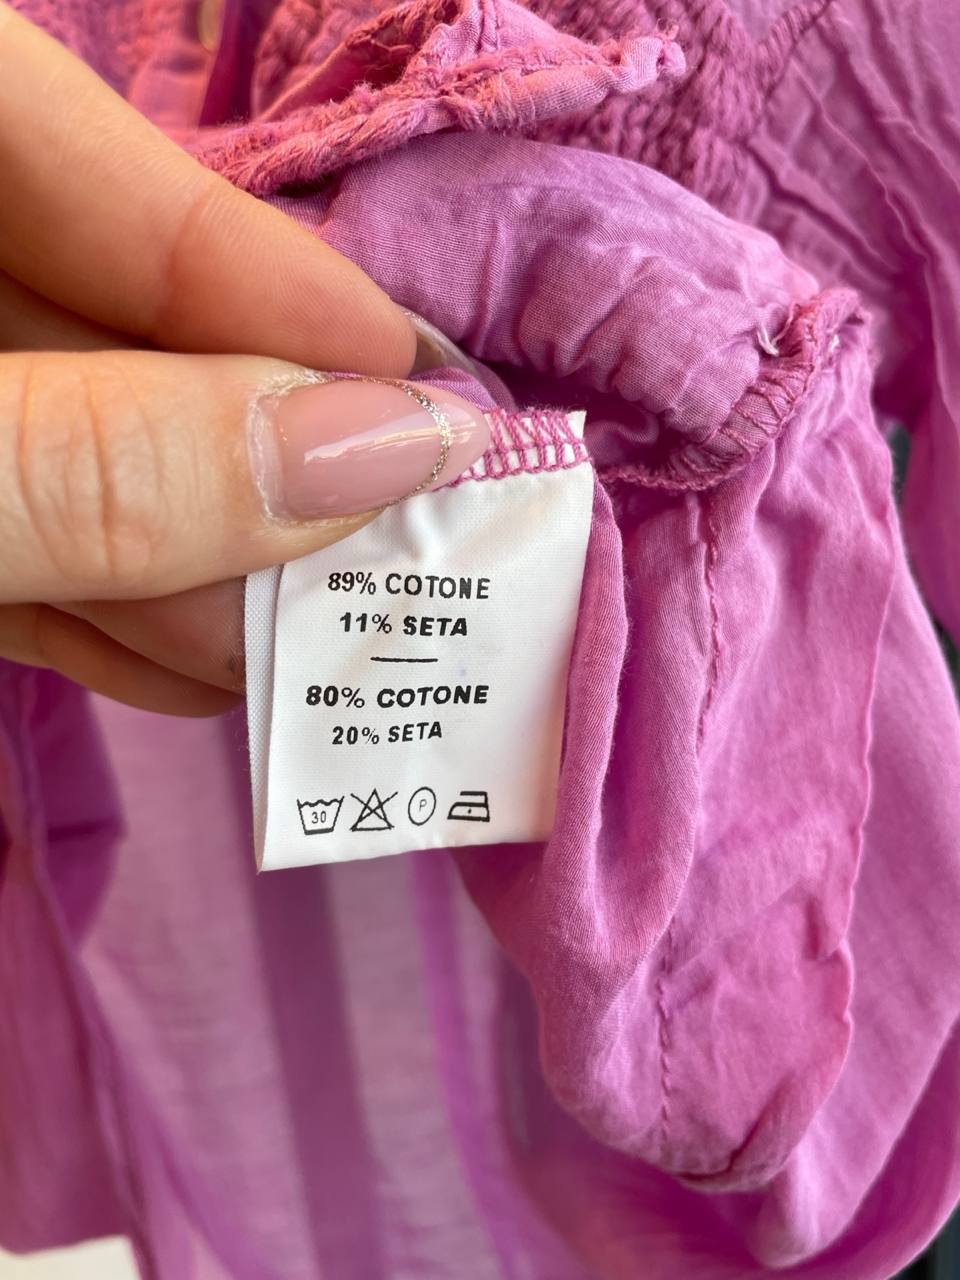 89% COTONE
11% SETA
80% COTONE
20% SETA
30 P